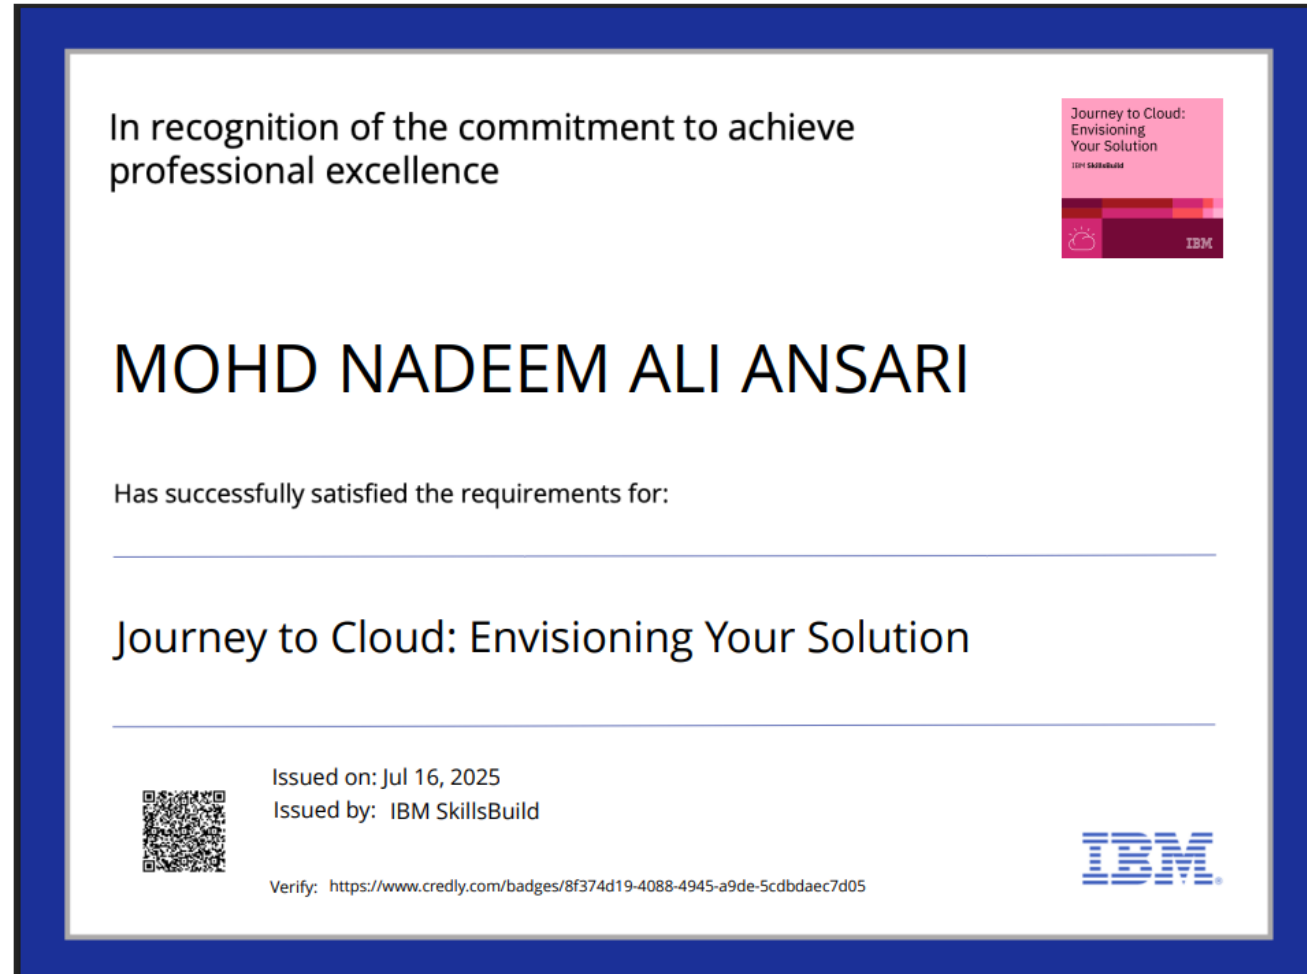 In recognition of the commitment to achieve
professional excellence
Journey to Cloud:
Envisioning
Your Solution
IBM SkillsBuild
IBM
MOHD NADEEM ALI ANSARI
Has successfully satisfied the requirements for:
Journey to Cloud: Envisioning Your Solution
Issued on: Jul 16, 2025
Issued by: IBM SkillsBuild
Verify: https://www.credly.com/badges/8f374d19-4088-4945-a9de-5cdbdaec7d05
IBM®